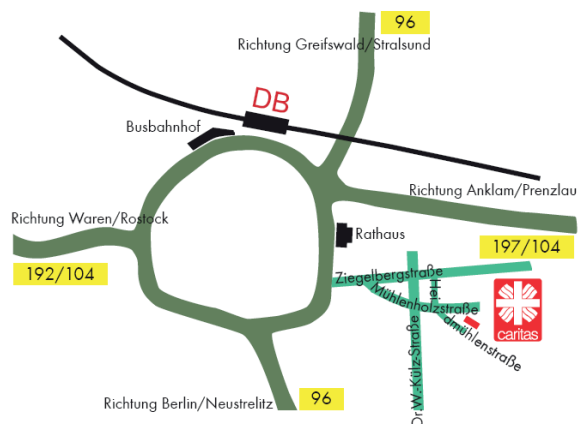 96
Richtung Greifswald/Stralsund
DB
Busbahnhof
Richtung Anklam/Prenzlau
Richtung Waren/Rostock
Rathaus
197/104
192/104
Ziegelbergstraße
Mühlenholzstraße
Heidmühlenstraße
caritas
Dr.W.-Külz-Straße
96
Richtung Berlin/Neustrelitz